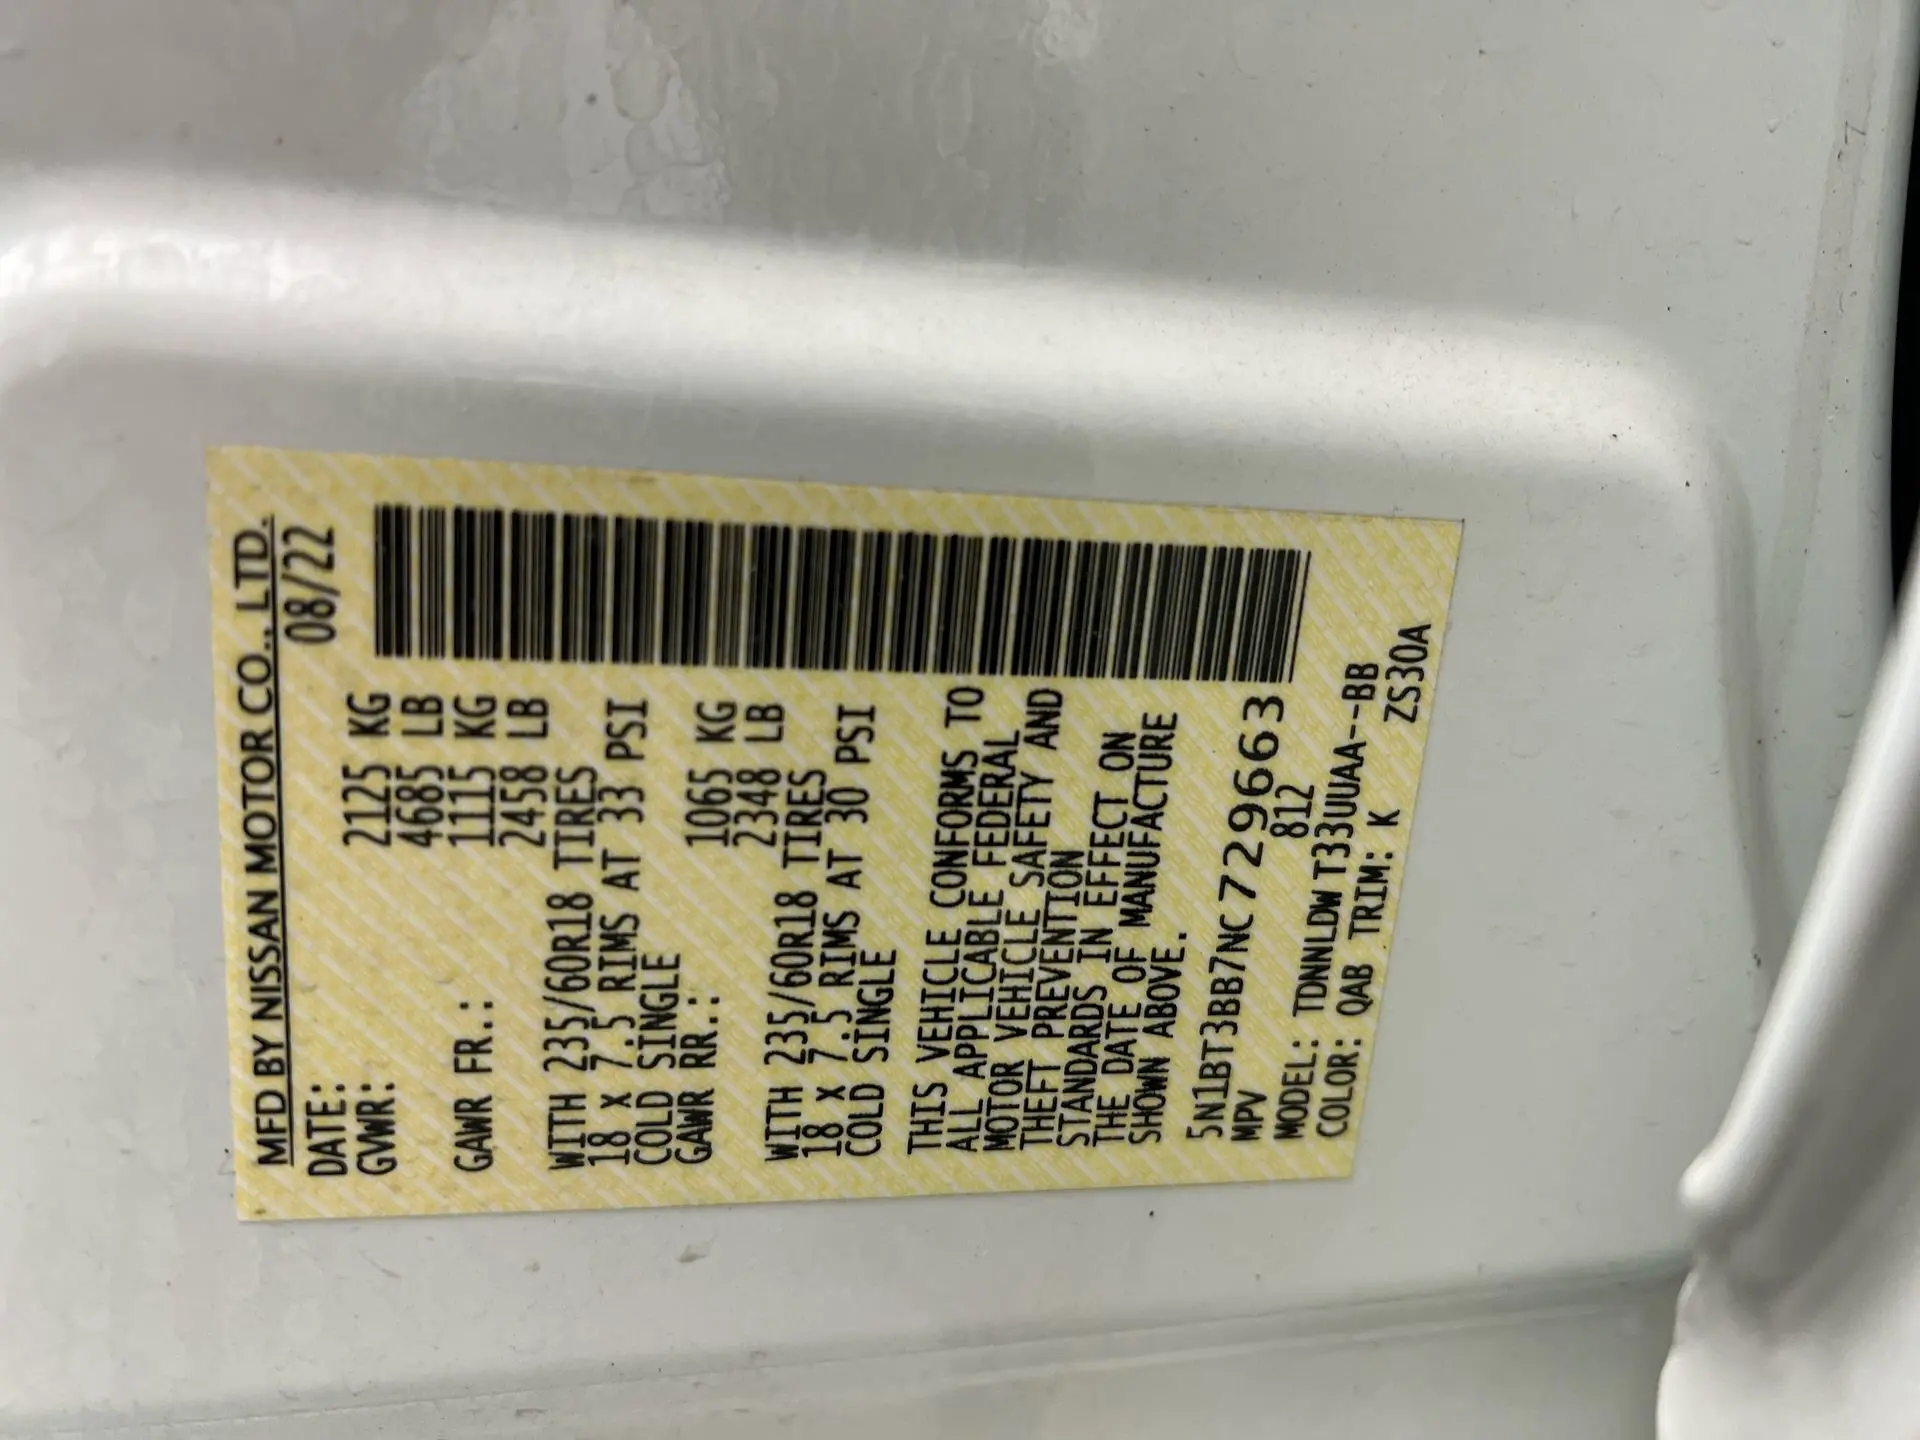 MFD BY NISSAN MOTOR CO., LTD.
DATE: 08/22
GVWR: 2125 KG
4685 LB
GAWR FR.: 1115 KG
2458 LB
WITH 235/60R18 TIRES
18 X 7.5 RIMS AT 33 PSI
COLD SINGLE
GAWR RR.: 1065 KG
2348 LB
WITH 235/60R18 TIRES
18 X 7.5 RIMS AT 30 PSI
COLD SINGLE
THIS VEHICLE CONFORMS TO
ALL APPLICABLE FEDERAL
MOTOR VEHICLE SAFETY AND
THEFT PREVENTION
STANDARDS IN EFFECT ON
THE DATE OF MANUFACTURE
SHOWN ABOVE.
5N1BT3BB7NC729663
MPV 812
MODEL: TDNNLDW T33UUAA--BB
COLOR: QAB TRIM: K ZS30A